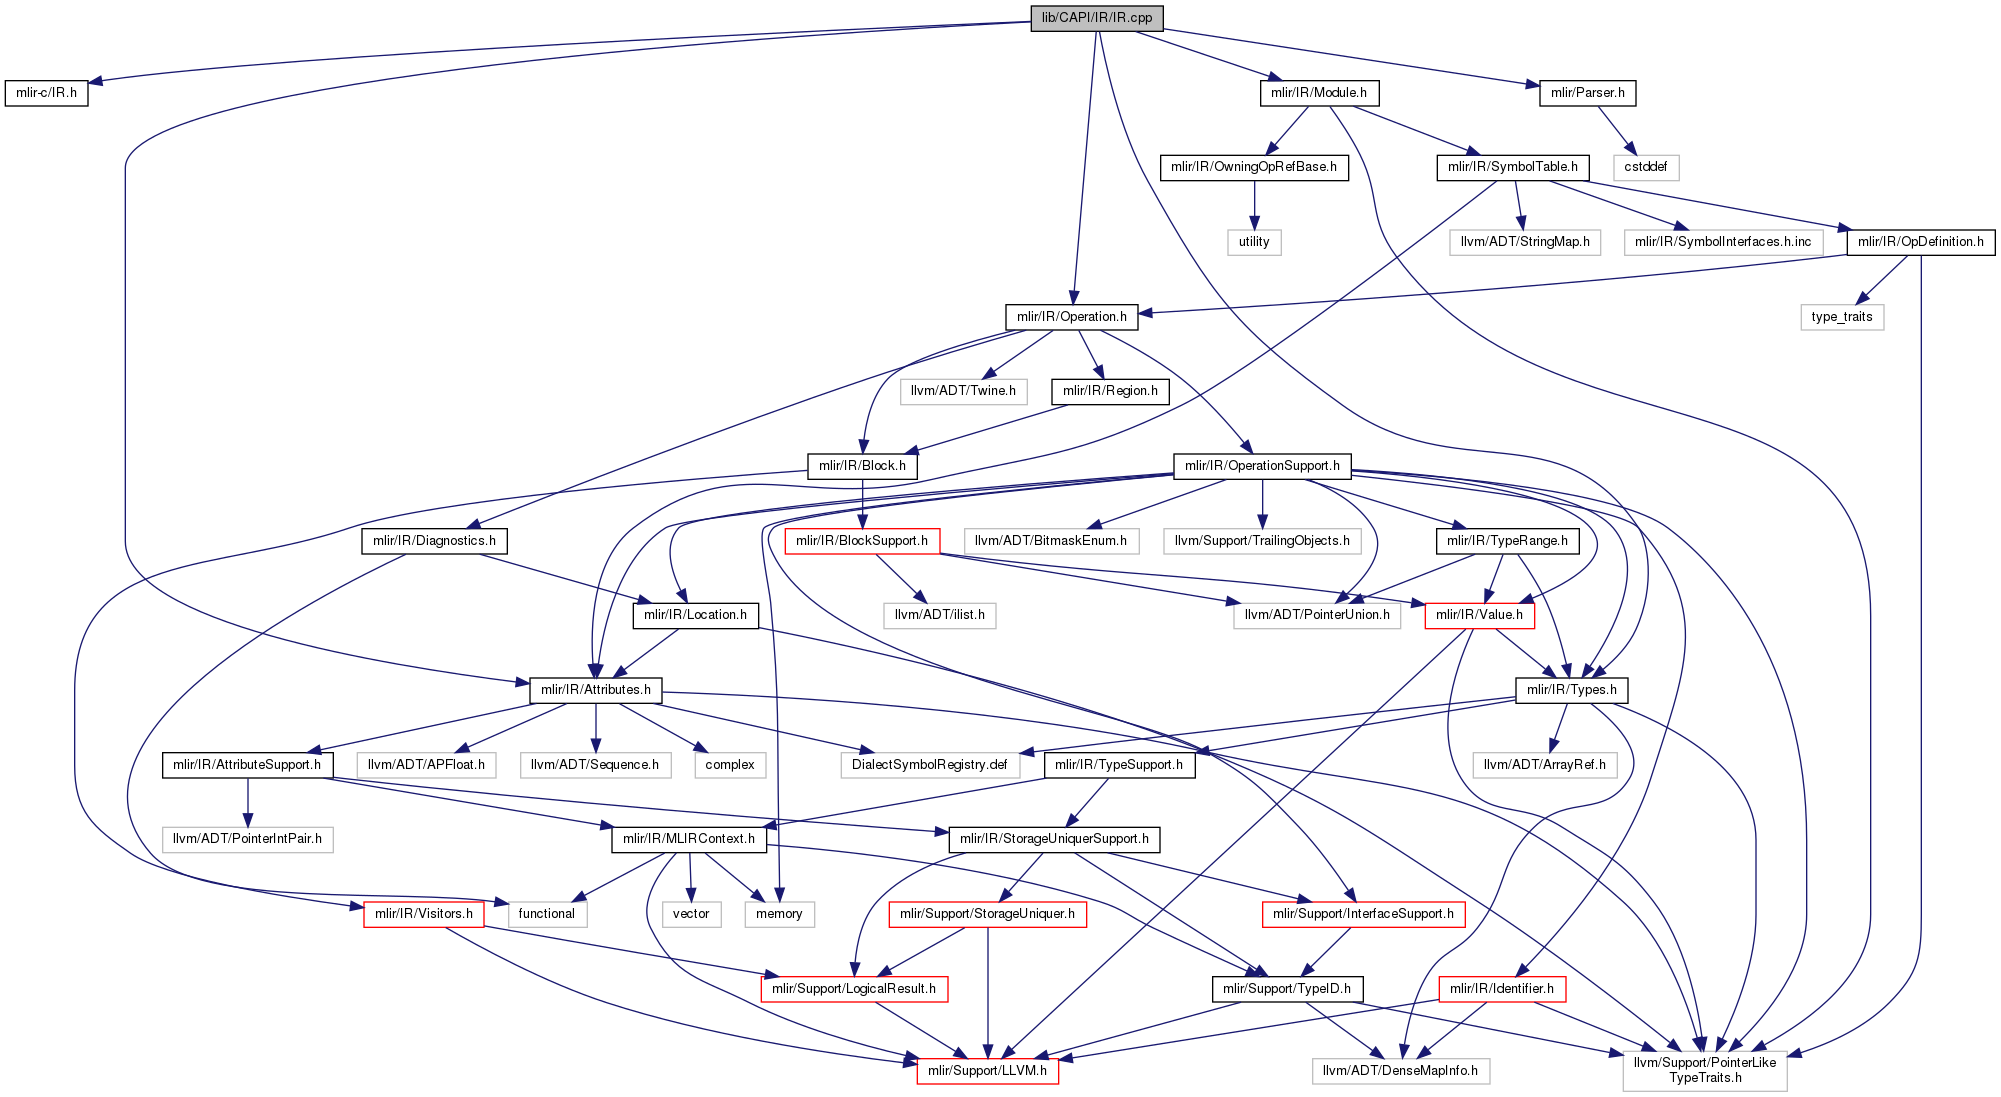 lib/CAPI/IR/IR.cpp
mlir-c/IR.h
mlir/IR/Module.h
mlir/Parser.h
mlir/IR/OwningOpRefBase.h
mlir/IR/SymbolTable.h
cstddef
utility
llvm/ADT/StringMap.h
mlir/IR/SymbolInterfaces.h.inc
mlir/IR/OpDefinition.h
mlir/IR/Operation.h
type_traits
llvm/ADT/Twine.h
mlir/IR/Region.h
mlir/IR/Block.h
mlir/IR/OperationSupport.h
mlir/IR/Diagnostics.h
mlir/IR/BlockSupport.h
llvm/ADT/BitmaskEnum.h
llvm/Support/TrailingObjects.h
mlir/IR/TypeRange.h
mlir/IR/Location.h
llvm/ADT/ilist.h
llvm/ADT/PointerUnion.h
mlir/IR/Value.h
mlir/IR/Attributes.h
mlir/IR/Types.h
mlir/IR/AttributeSupport.h
llvm/ADT/APFloat.h
llvm/ADT/Sequence.h
complex
DialectSymbolRegistry.def
mlir/IR/TypeSupport.h
llvm/ADT/ArrayRef.h
llvm/ADT/PointerIntPair.h
mlir/IR/MLIRContext.h
mlir/IR/StorageUniquerSupport.h
mlir/IR/Visitors.h
functional
vector
memory
mlir/Support/StorageUniquer.h
mlir/Support/InterfaceSupport.h
mlir/Support/LogicalResult.h
mlir/Support/TypeID.h
mlir/IR/Identifier.h
mlir/Support/LLVM.h
llvm/ADT/DenseMapInfo.h
llvm/Support/PointerLike
TypeTraits.h